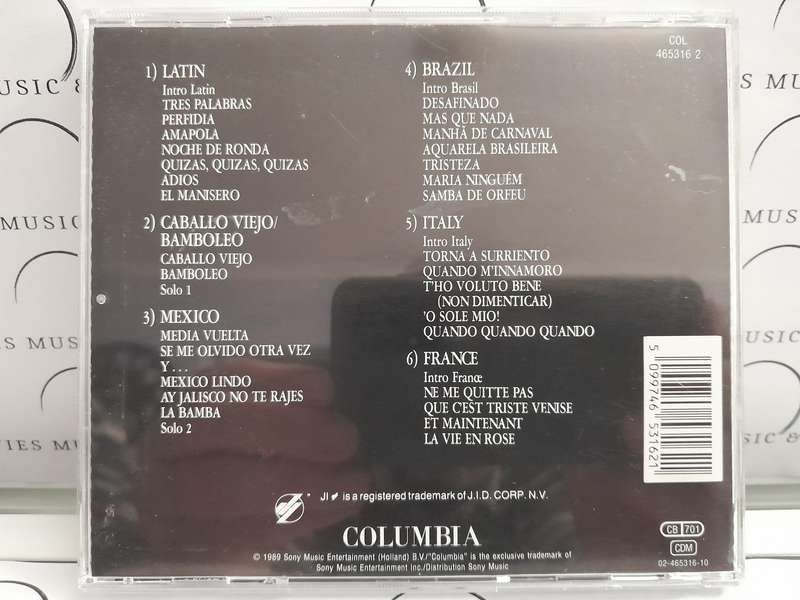 COL
465316 2
1) LATIN
Intro Latin
TRES PALABRAS
PERFIDIA
AMAPOLA
NOCHE DE RONDA
QUIZAS, QUIZAS, QUIZAS
ADIOS
EL MANISERO
2) CABALLO VIEJO/
BAMBOLEO
CABALLO VIEJO
BAMBOLEO
Solo 1
3) MEXICO
MEDIA VUELTA
SE ME OLVIDO OTRA VEZ
Y . . .
MEXICO LINDO
AY JALISCO NO TE RAJES
LA BAMBA
Solo 2
4) BRAZIL
Intro Brasil
DESAFINADO
MAS QUE NADA
MANHÃ DE CARNAVAL
AQUARELA BRASILEIRA
TRISTEZA
MARIA NINGUÉM
SAMBA DE ORFEU
5) ITALY
Intro Italy
TORNA A SURRIENTO
QUANDO M'INNAMORO
T'HO VOLUTO BENE
(NON DIMENTICAR)
'O SOLE MIO!
QUANDO QUANDO QUANDO
6) FRANCE
Intro France
NE ME QUITTE PAS
QUE C'EST TRISTE VENISE
ET MAINTENANT
LA VIE EN ROSE
5 099746 531621
JI is a registered trademark of J.I.D. CORP. N.V.
COLUMBIA
© 1989 Sony Music Entertainment (Holland) B.V./"Columbia" is the exclusive trademark of
Sony Music Entertainment Inc./Distribution Sony Music
CB 701
CDM
02-465316-10
MUSIC &
MUSIC
MUSIC